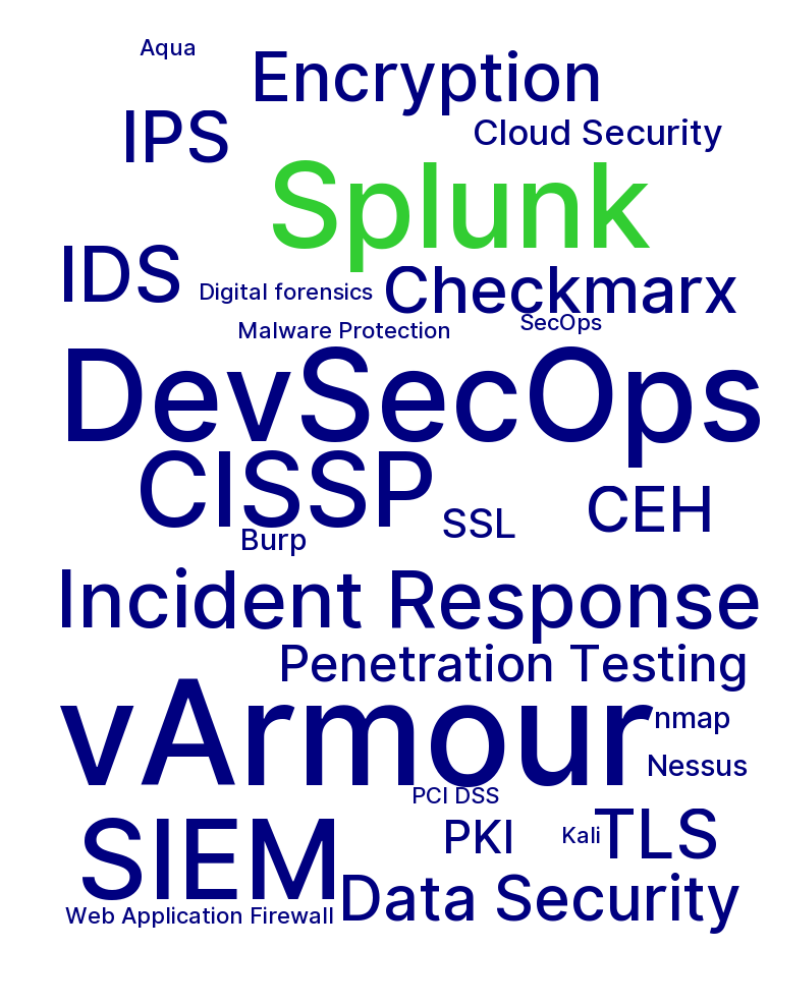 Aqua
Encryption
IPS
Cloud Security
Splunk
IDS
Digital forensics
Checkmarx
Malware Protection
SecOps
DevSecOps
CISSP
SSL
CEH
Burp
Incident Response
Penetration Testing
vArmour
nmap
Nessus
PCI DSS
SIEM
PKI
Kali
TLS
Data Security
Web Application Firewall